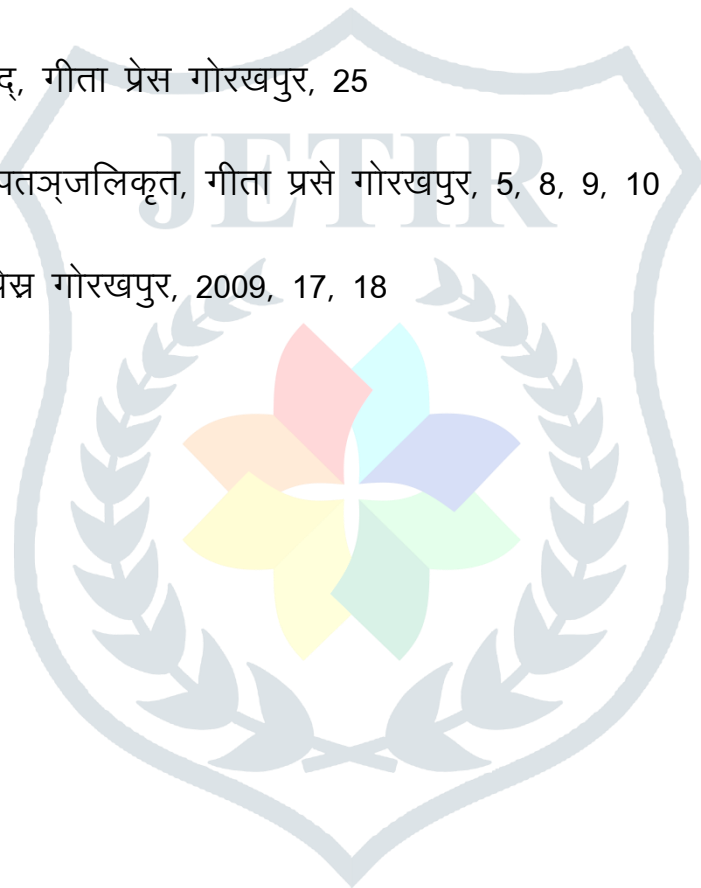 द्, गीता प्रेस गोरखपुर, 25
JETIR
पतञ्जलिकृत, गीता प्रसे गोरखपुर, 5, 8, 9, 10
गोरखपुर, 2009, 17, 18